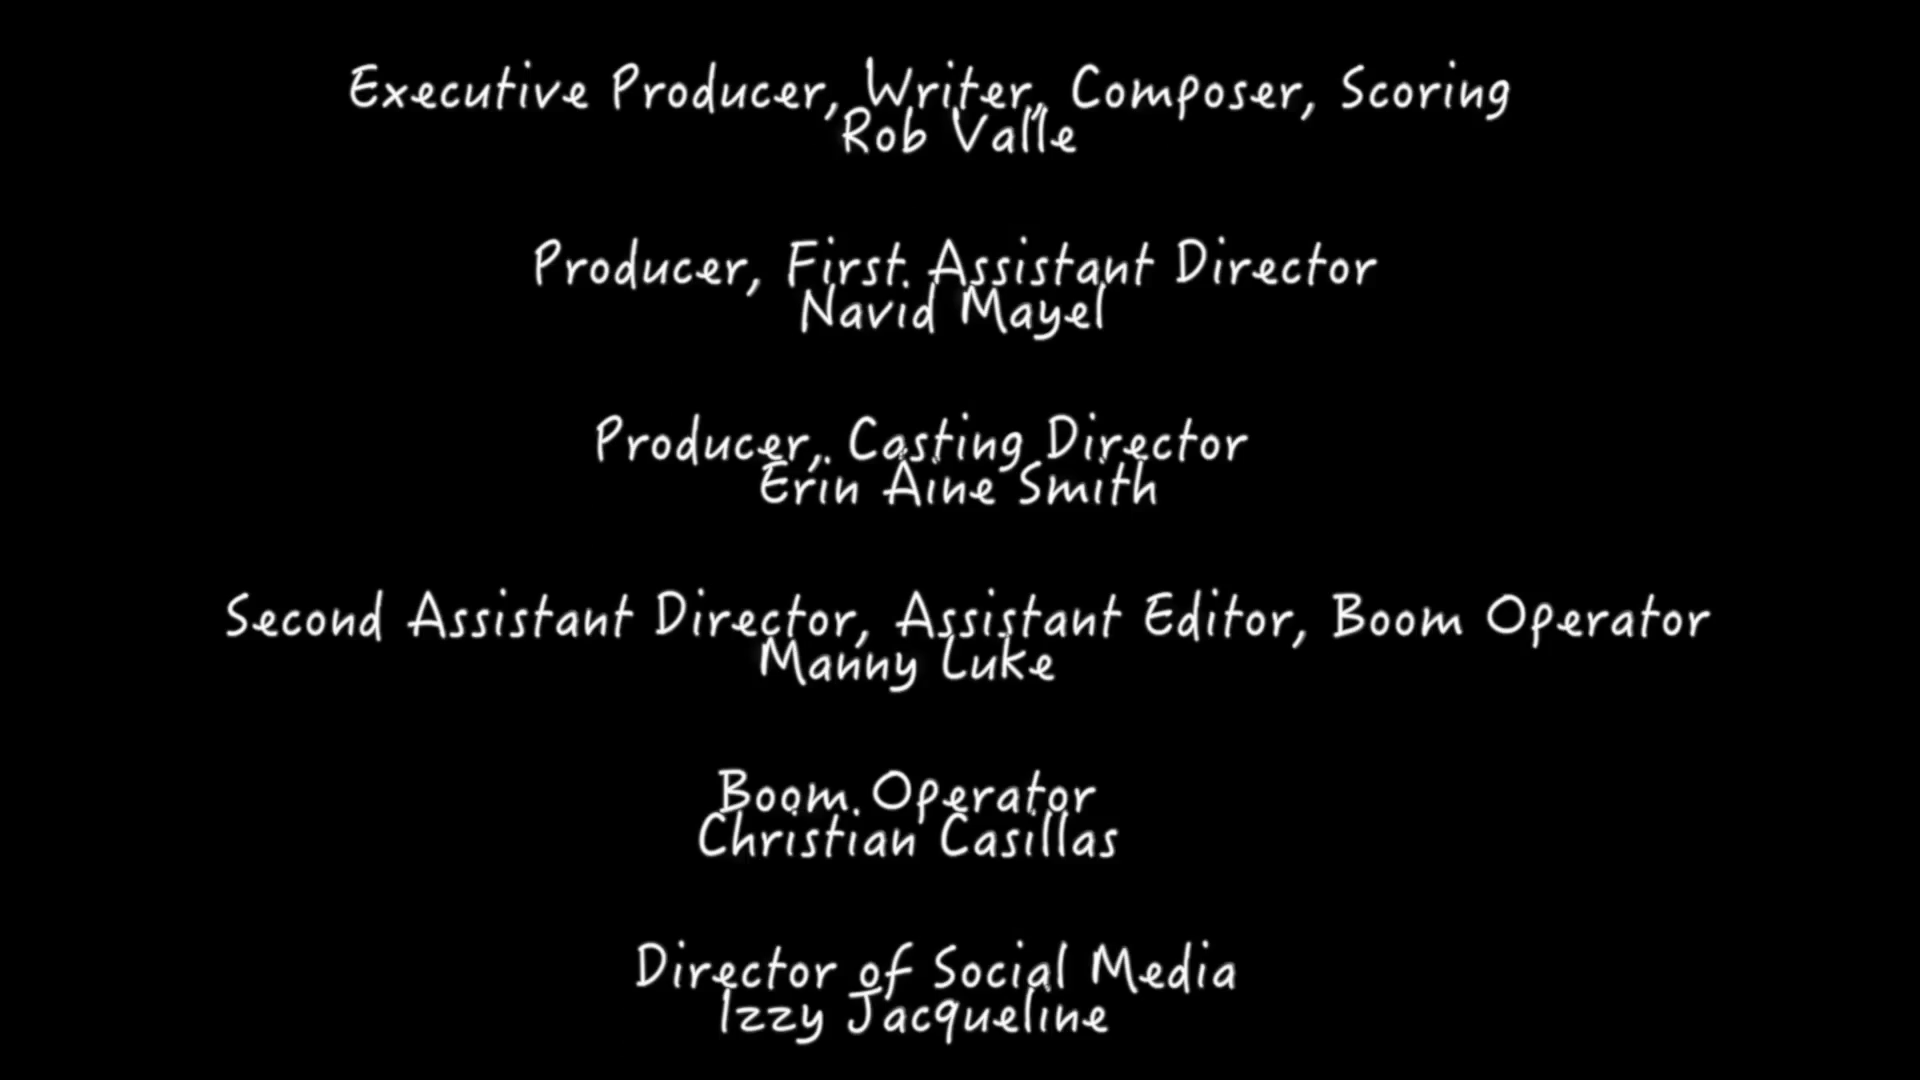 Executive Producer, Writer, Composer, Scoring
Rob Valle
Producer, First Assistant Director
Navid Mayel
Producer, Casting Director
Erin Aine Smith
Second Assistant Director, Assistant Editor, Boom Operator
Manny Luke
Boom Operator
Christian Casillas
Director of Social Media
Izzy Jacqueline